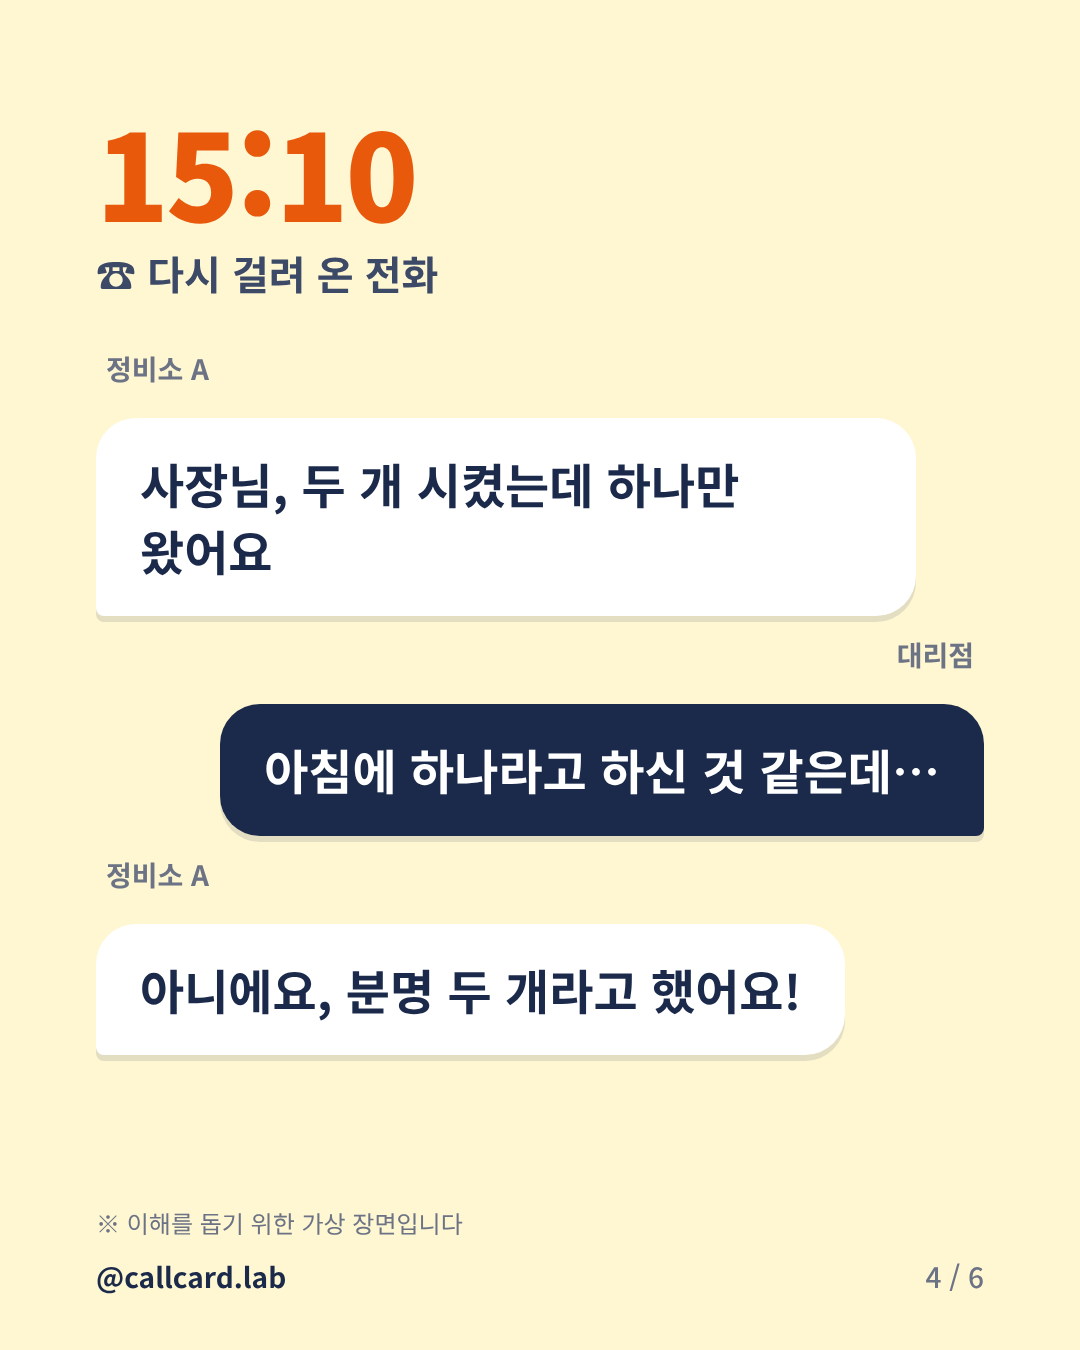 15:10
☎ 다시 걸려 온 전화
정비소 A
사장님, 두 개 시켰는데 하나만
왔어요
대리점
아침에 하나라고 하신 것 같은데…
정비소 A
아니에요, 분명 두 개라고 했어요!
※ 이해를 돕기 위한 가상 장면입니다
@callcard.lab
4 / 6